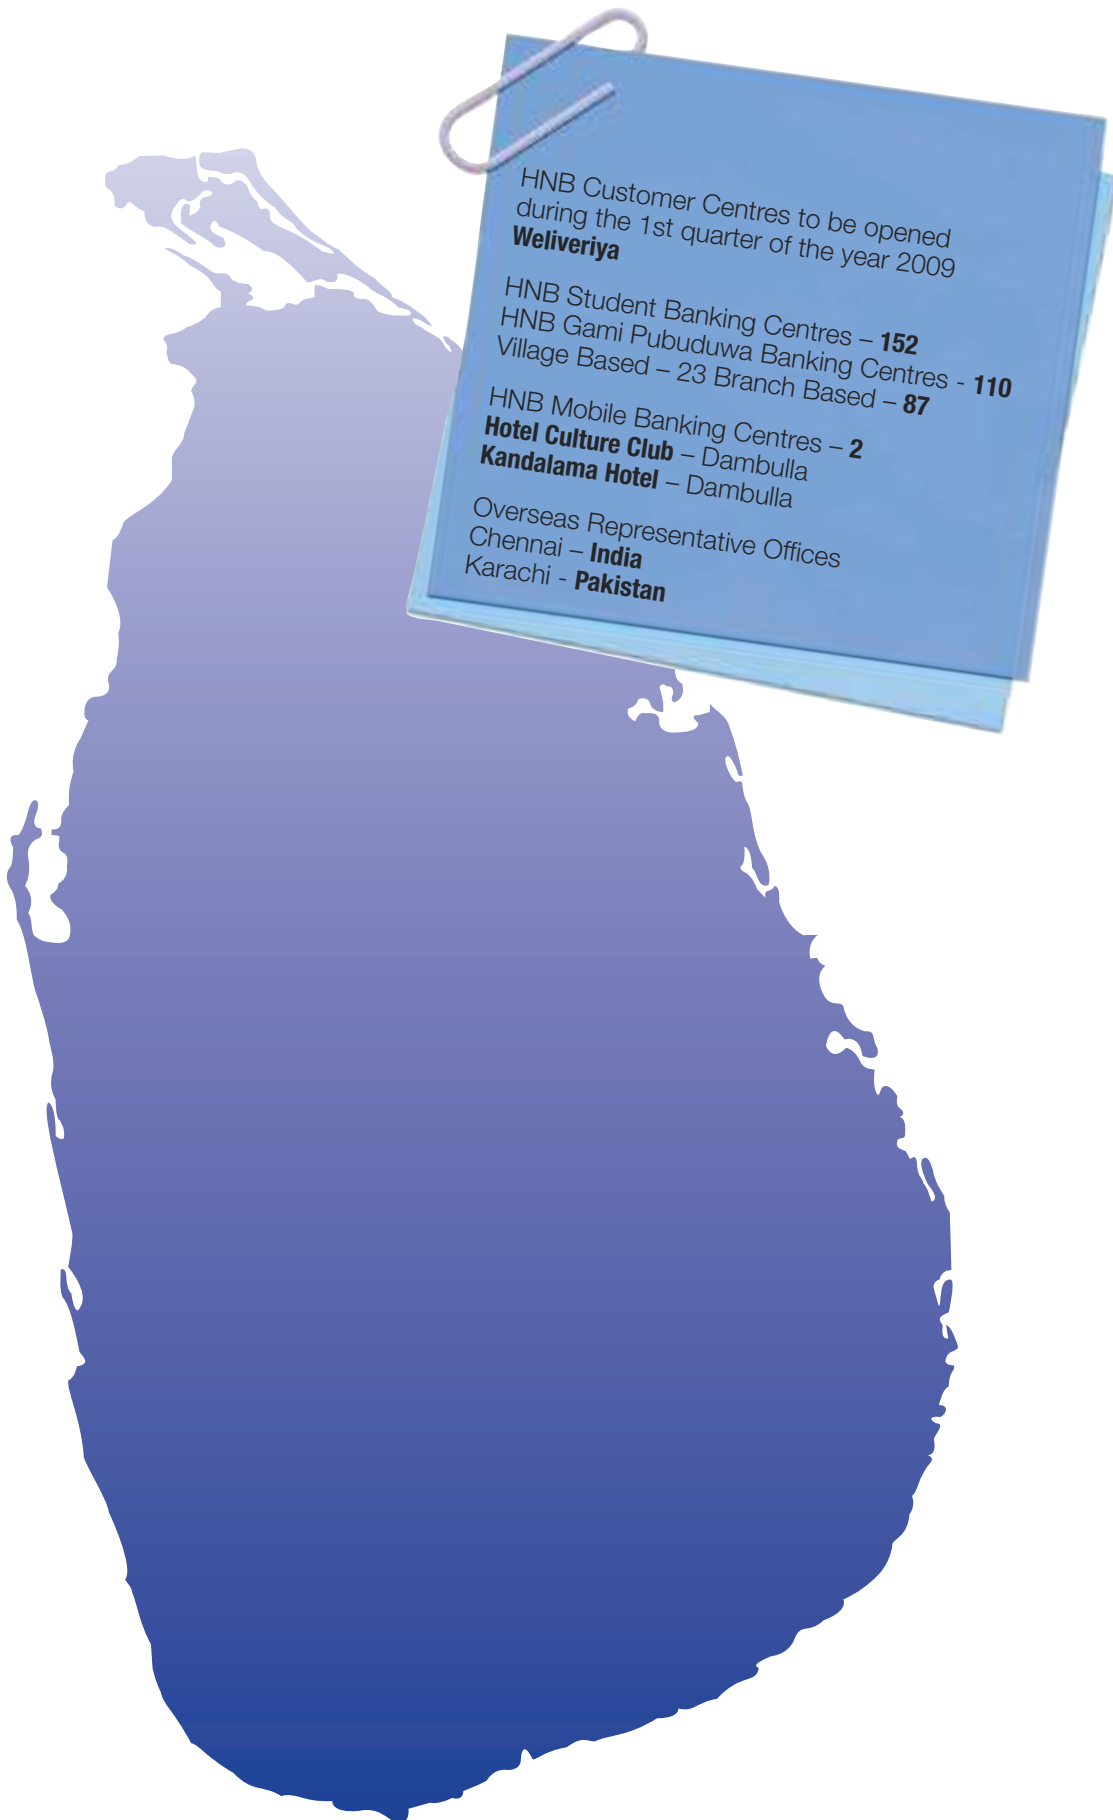 HNB Customer Centres to be opened
during the 1st quarter of the year 2009
Weliveriya
HNB Student Banking Centres – 152
HNB Gami Pubuduwa Banking Centres - 110
Village Based – 23 Branch Based – 87
HNB Mobile Banking Centres – 2
Hotel Culture Club – Dambulla
Kandalama Hotel – Dambulla
Overseas Representative Offices
Chennai – India
Karachi - Pakistan